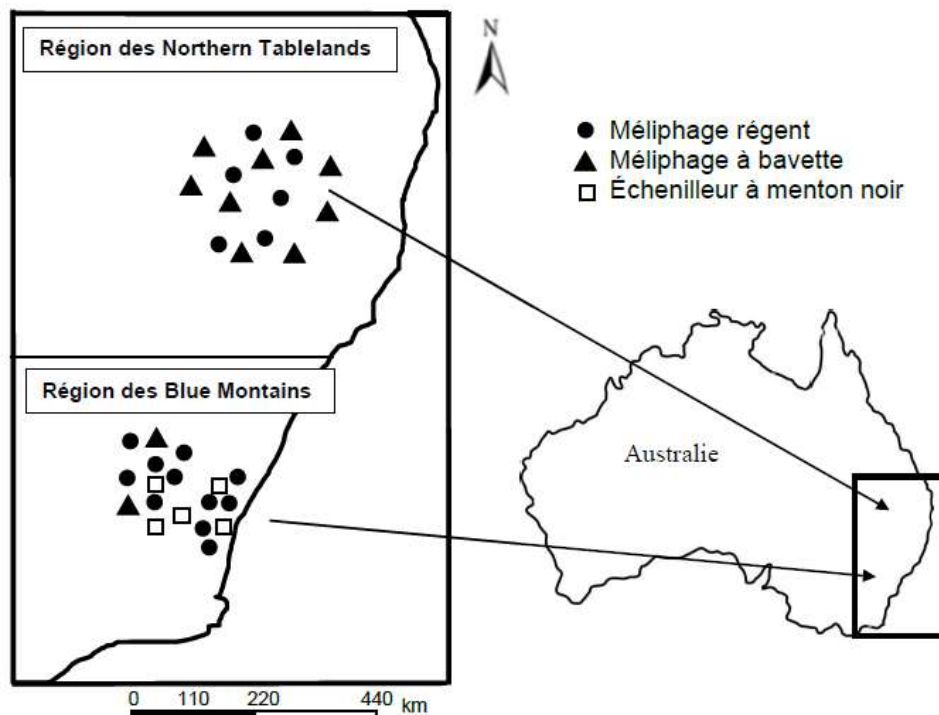 Région des Northern Tablelands
N
Méliphage régent
Méliphage à bavette
Échenilleur à menton noir
Région des Blue Montains
Australie
0 110 220 440 km